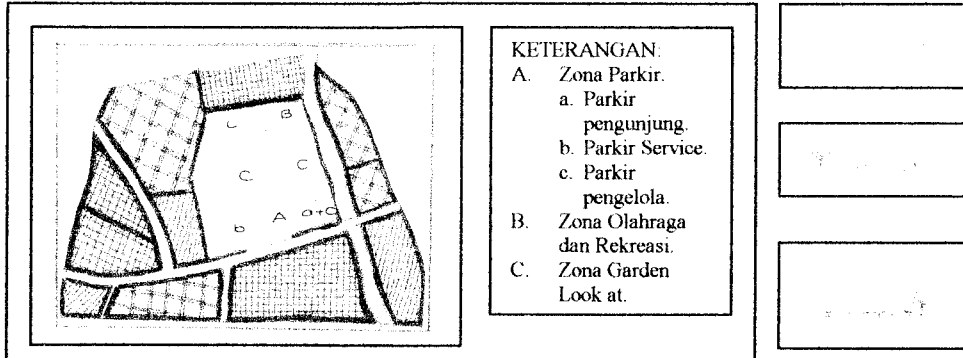 C B
C C
A a+c
b
KETERANGAN:
A. Zona Parkir.
a. Parkir
pengunjung.
b. Parkir Service.
c. Parkir
pengelola.
B. Zona Olahraga
dan Rekreasi.
C. Zona Garden
Look at.